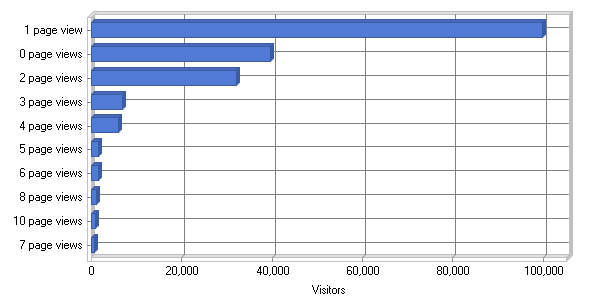 1 page view
0 page views
2 page views
3 page views
4 page views
5 page views
6 page views
8 page views
10 page views
7 page views
0 20,000 40,000 60,000 80,000 100,000
Visitors